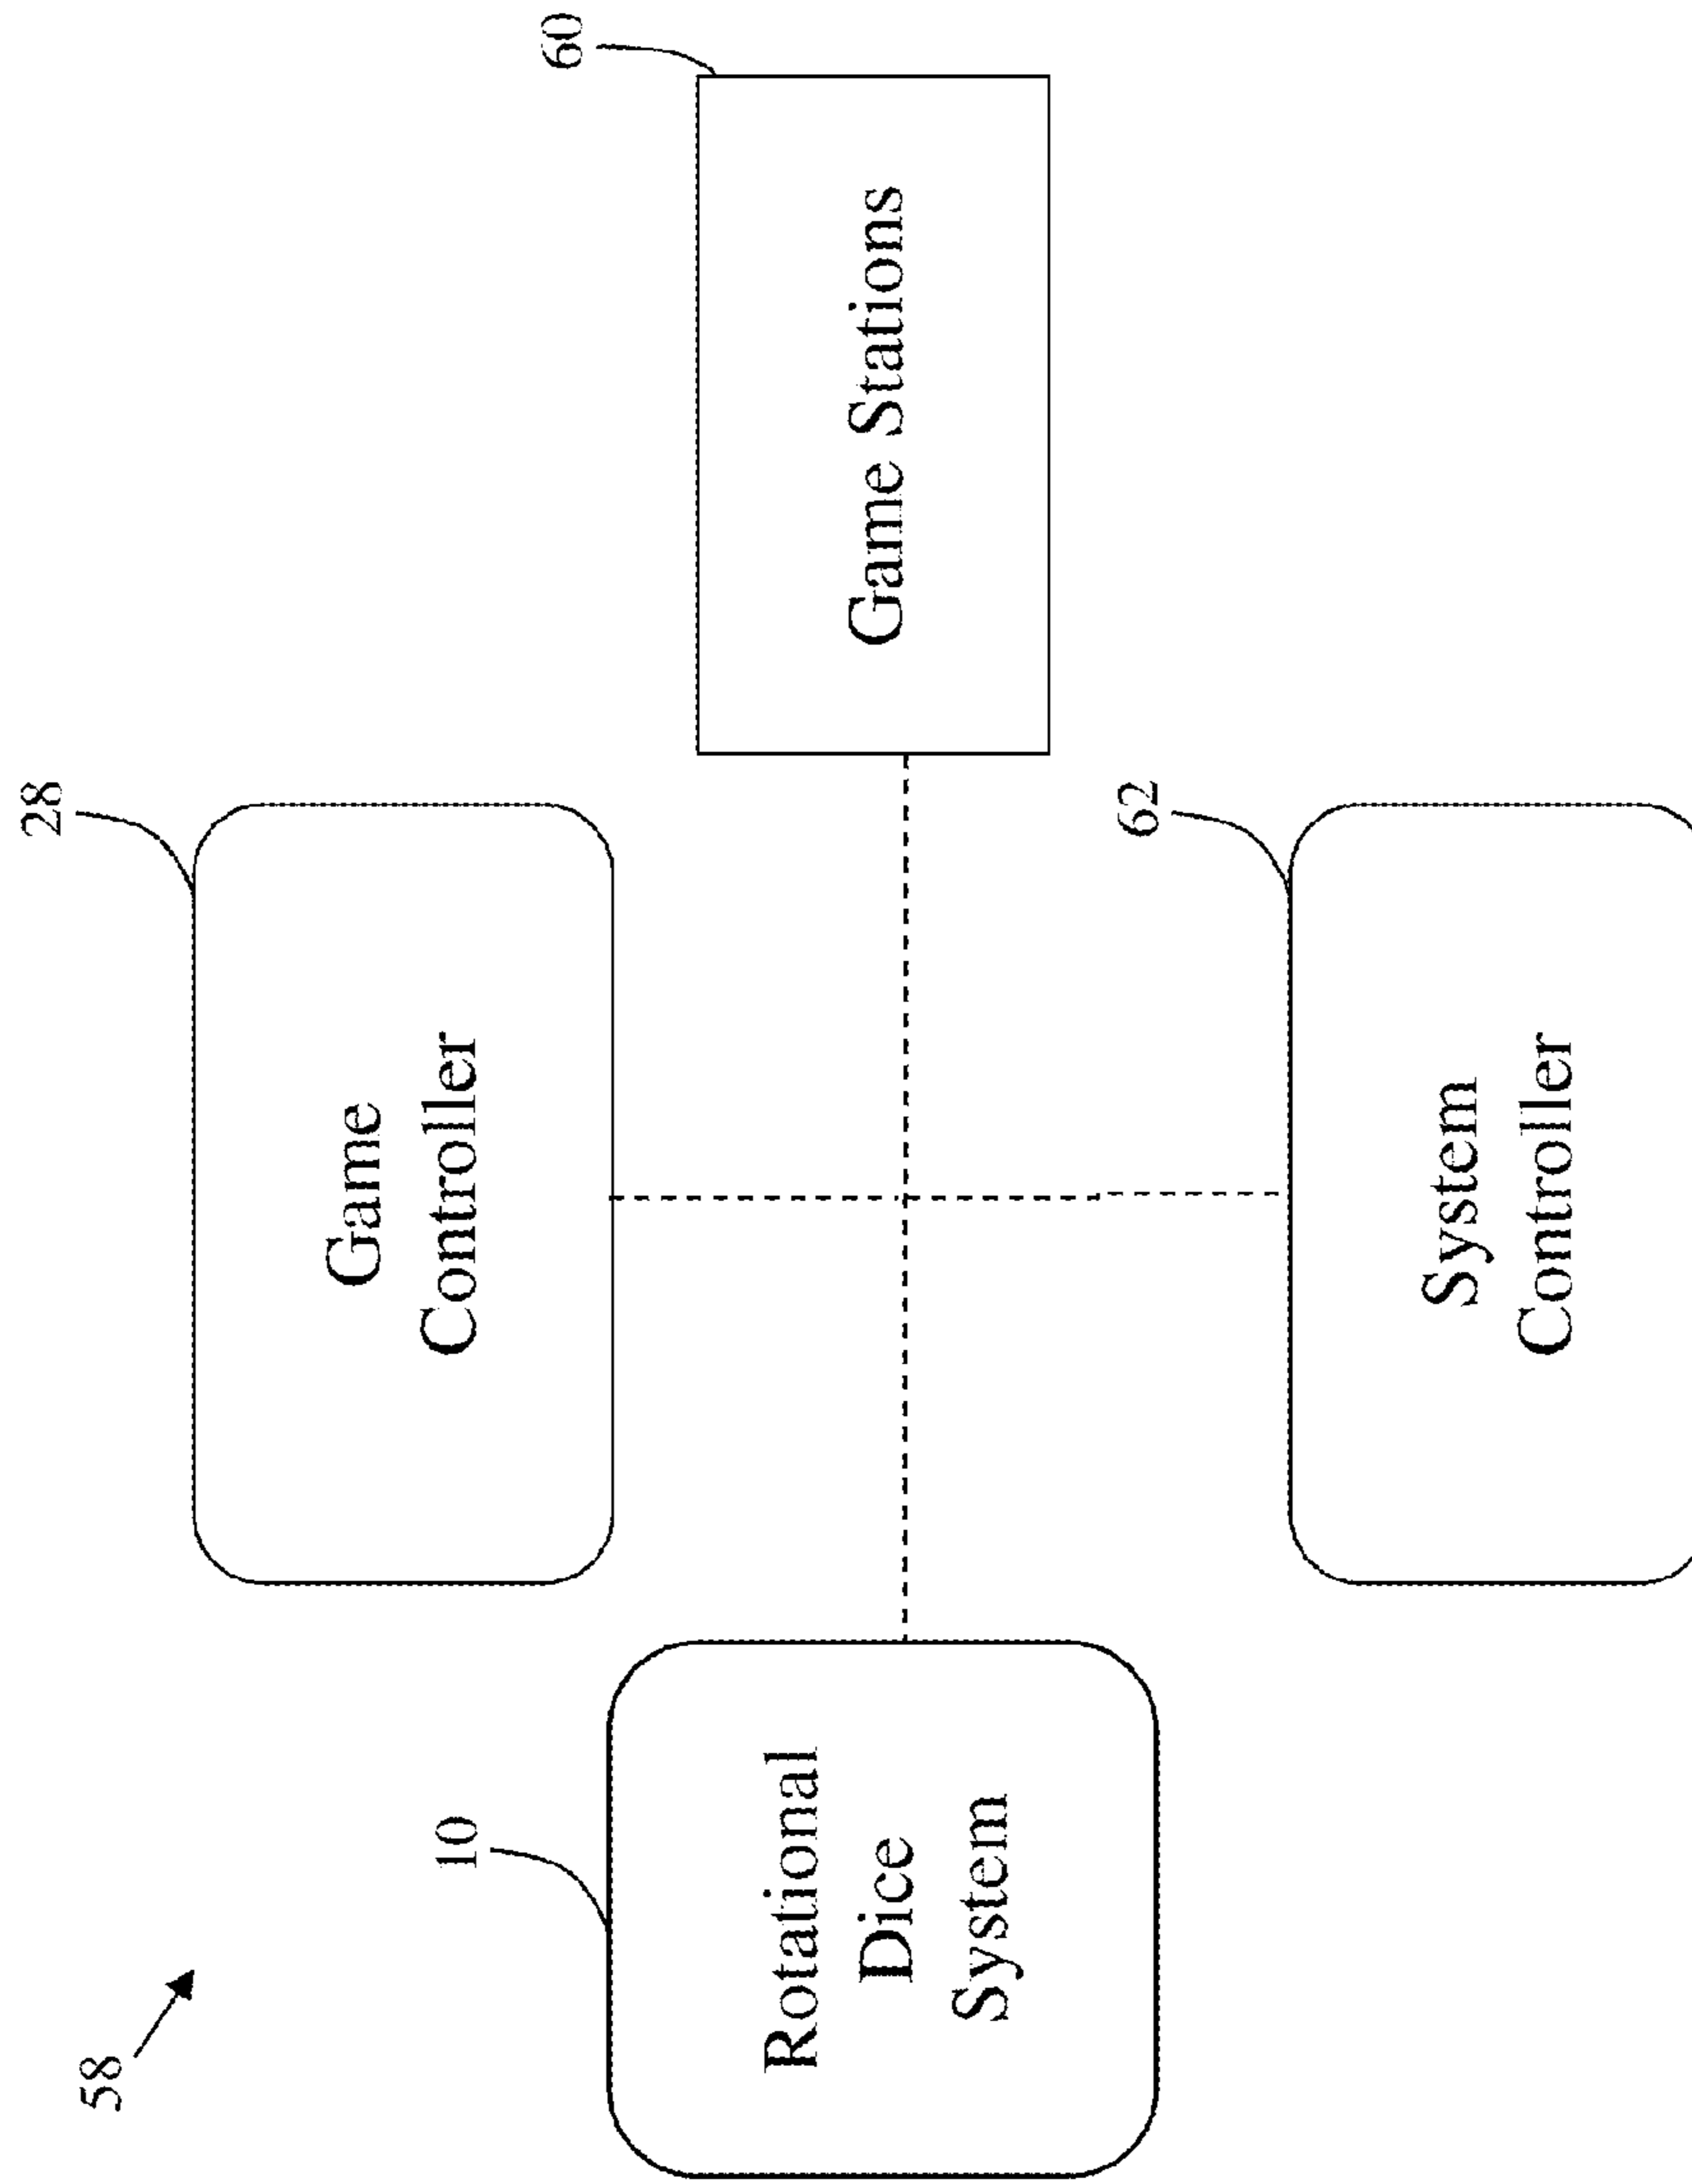 58
28
60
Game
Controller
10
Rotational
Dice
System
Game Stations
62
System
Controller